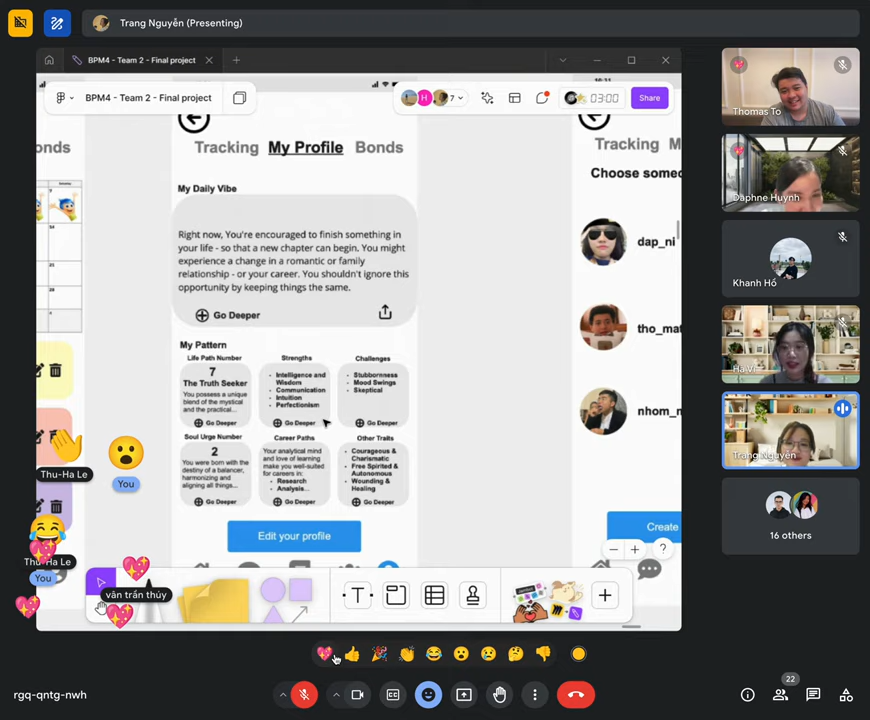 Trang Nguyễn (Presenting)
BPM4 - Team 2 - Final project
BPM4 - Team 2 - Final project
7
03:00
Share
onds
Tracking My Profile Bonds
My Daily Vibe
Right now, You're encouraged to finish something in
your life - so that a new chapter can begin. You might
experience a change in a romantic or family
relationship - or your career. You shouldn't ignore this
opportunity by keeping things the same.
Go Deeper
My Pattern
Life Path Number
7
The Truth Seeker
You possess a unique
blend of the mystical
and the practical...
Go Deeper
Strengths
Intelligence and
Wisdom
Communication
Intuition
Perfectionism
Go Deeper
Challenges
Stubbornness
Mood Swings
Skeptical
Go Deeper
Soul Urge Number
2
You were born with the
destiny of a balancer,
harmonizing and
aligning all things...
Go Deeper
Career Paths
Your analytical mind
and love of learning
make you well-suited
for careers in:
Research
Analysis...
Go Deeper
Other Traits
Courageous &
Charismatic
Free Spirited &
Autonomous
Wounding &
Healing
Go Deeper
Edit your profile
Tracking M
Choose someo
dap_ni
tho_mat
nhom_m
Create
Thu-Ha Le
You
Thu-Ha Le
You
vân trần thúy
T
Thomas To
Daphne Huynh
Khanh Hồ
Ha Vi
Trang Nguyễn
16 others
rgq-qntg-nwh
22